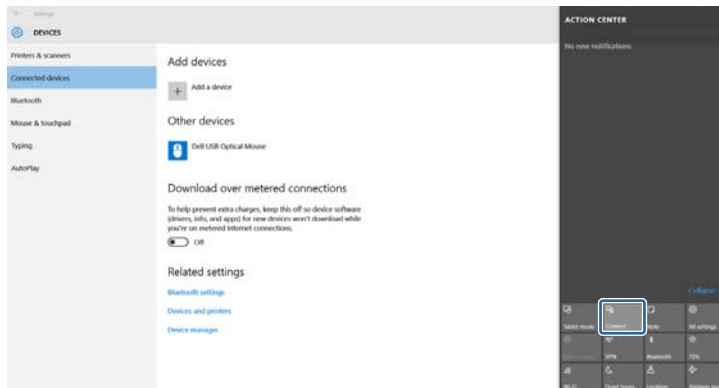 Settings
DEVICES
Printers & scanners
Connected devices
Bluetooth
Mouse & touchpad
Typing
AutoPlay
Add devices
Add a device
Other devices
Dell USB Optical Mouse
Download over metered connections
To help prevent extra charges, keep this off so device software
(drivers, info, and apps) for new devices won't download while
you're on metered Internet connections.
Off
Related settings
Bluetooth settings
Devices and printers
Device manager
ACTION CENTER
No new notifications
Collapse
Tablet mode Connect Note All settings
VPN Bluetooth 75%
Wi-Fi Quiet hours Location